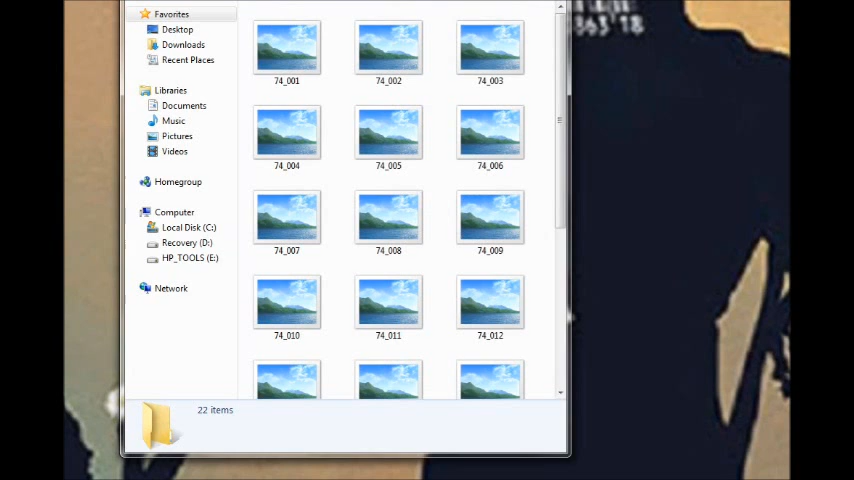 Favorites
Desktop
Downloads
Recent Places
Libraries
Documents
Music
Pictures
Videos
Homegroup
Computer
Local Disk (C:)
Recovery (D:)
HP_TOOLS (E:)
Network
74_001 74_002 74_003
74_004 74_005 74_006
74_007 74_008 74_009
74_010 74_011 74_012
22 items